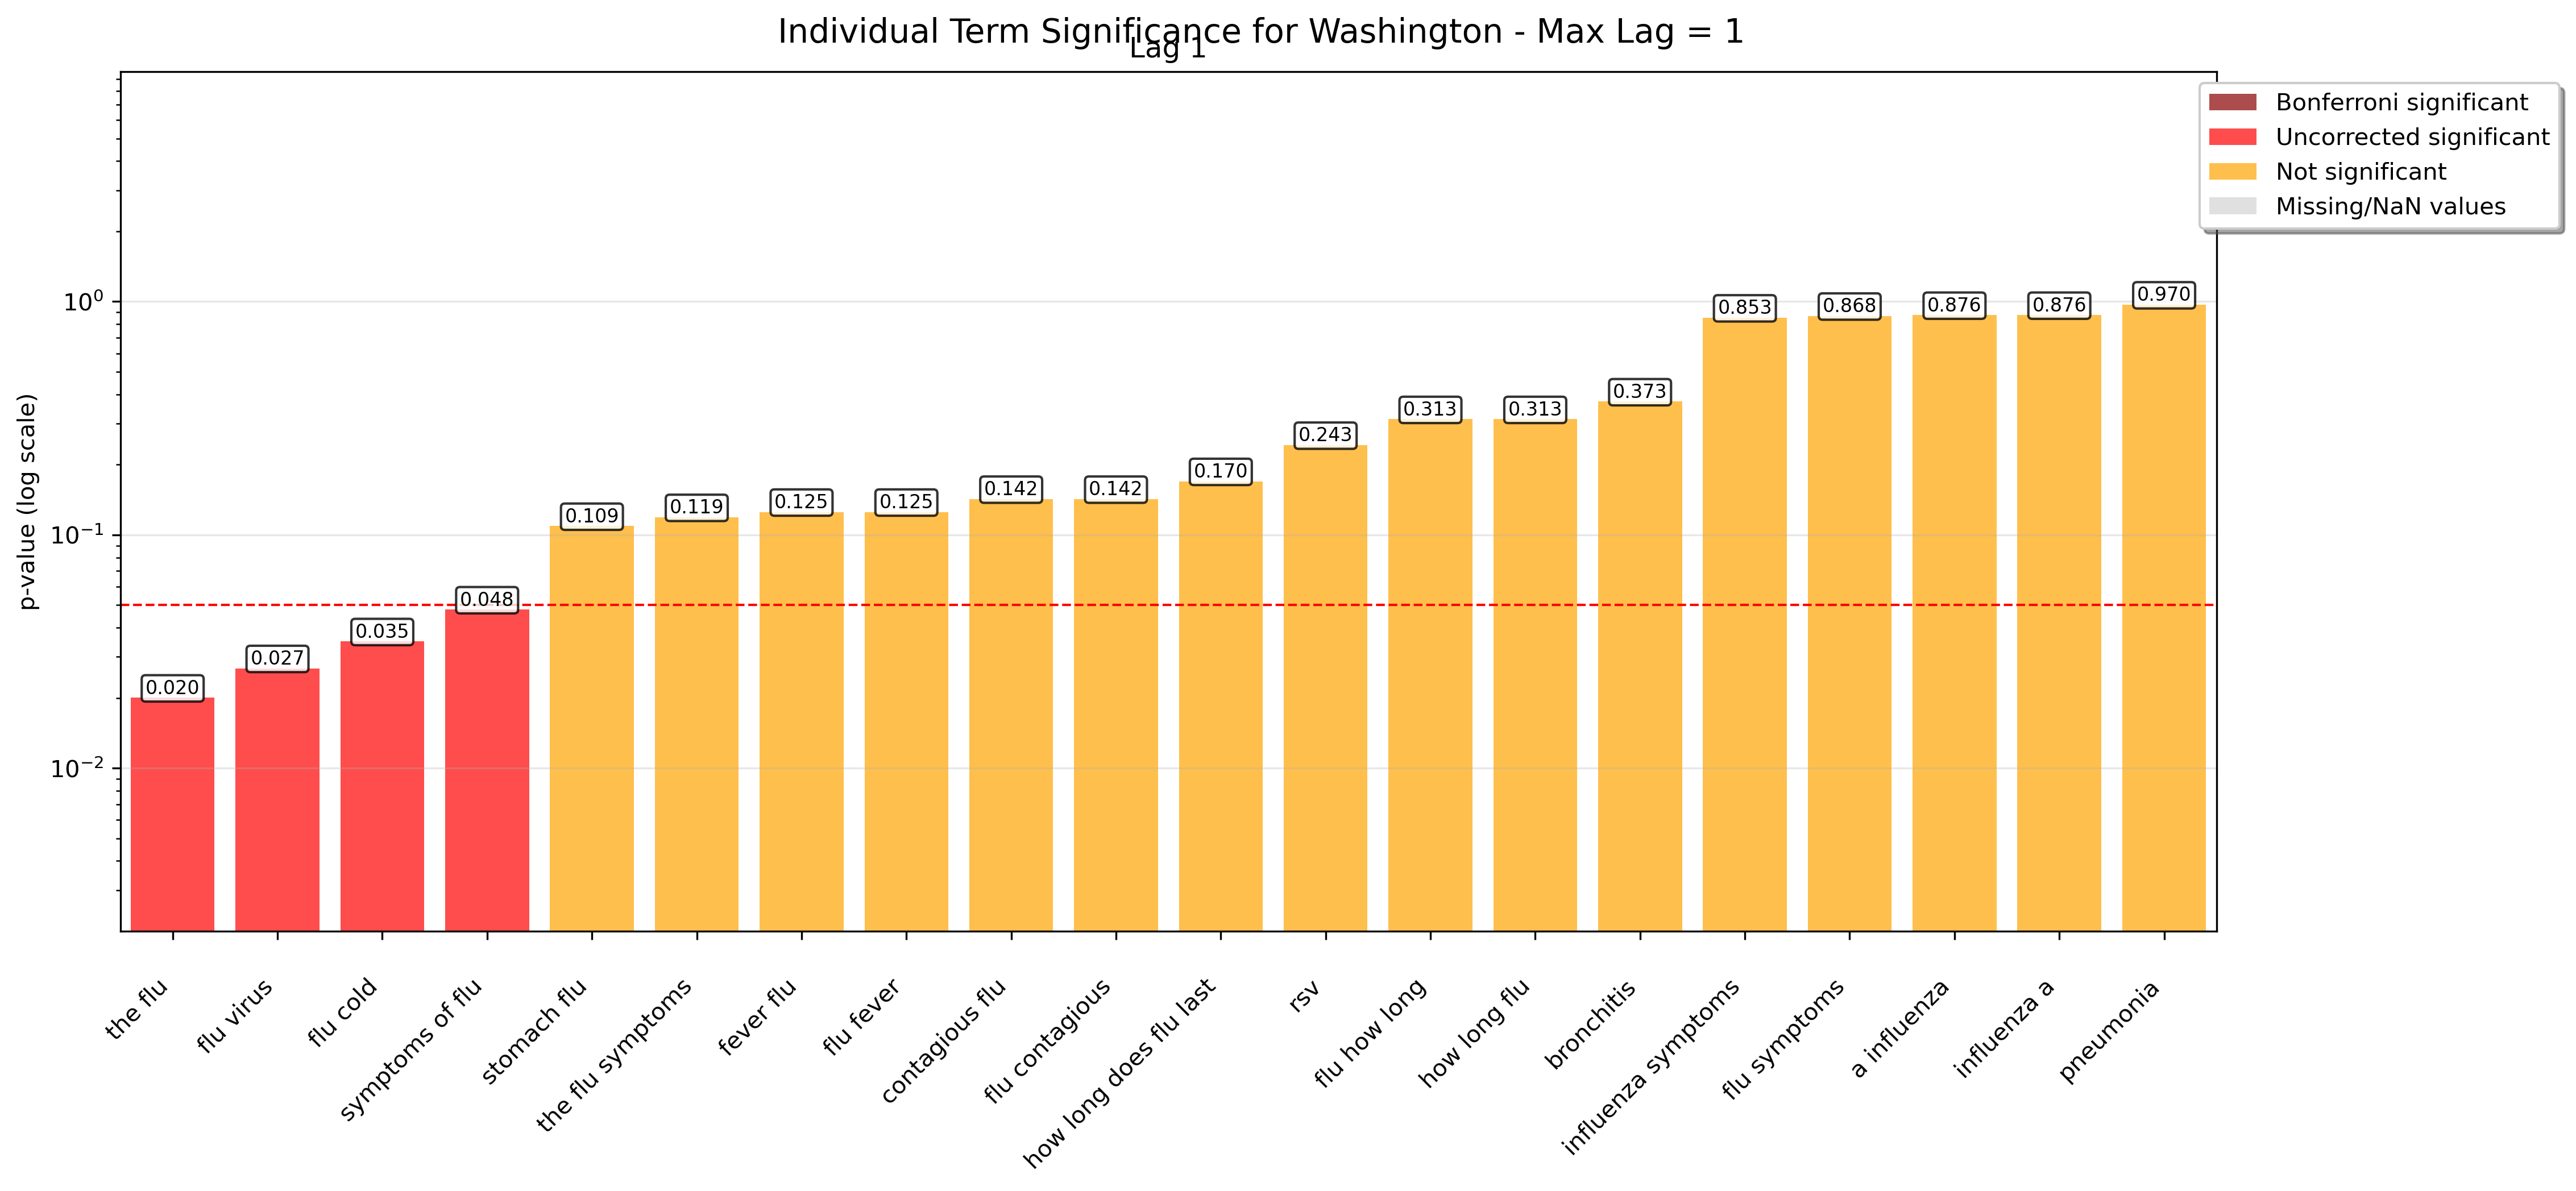 Individual Term Significance for Washington - Max Lag = 1
Lag 1
Bonferroni significant
Uncorrected significant
Not significant
Missing/NaN values
p-value (log scale)
10⁰
10⁻¹
10⁻²
0.020
0.027
0.035
0.048
0.109
0.119
0.125
0.125
0.142
0.142
0.170
0.243
0.313
0.313
0.373
0.853
0.868
0.876
0.876
0.970
the flu
flu virus
flu cold
symptoms of flu
stomach flu
the flu symptoms
fever flu
flu fever
contagious flu
flu contagious
how long does flu last
rsv
flu how long
how long flu
bronchitis
influenza symptoms
flu symptoms
a influenza
influenza a
pneumonia